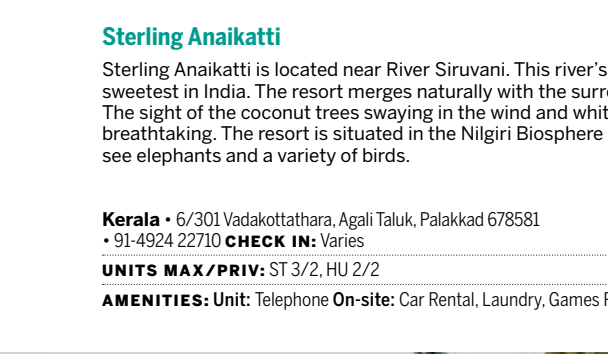 Sterling Anaikatti
Sterling Anaikatti is located near River Siruvani. This river's
sweetest in India. The resort merges naturally with the
The sight of the coconut trees swaying in the wind and
breathtaking. The resort is situated in the Nilgiri Biosphere
see elephants and a variety of birds.
Kerala • 6/301 Vadakottathara, Agali Taluk, Palakkad 678581
• 91-4924 22710 CHECK IN: Varies
UNITS MAX/PRIV: ST 3/2, HU 2/2
AMENITIES: Unit: Telephone On-site: Car Rental, Laundry, Games